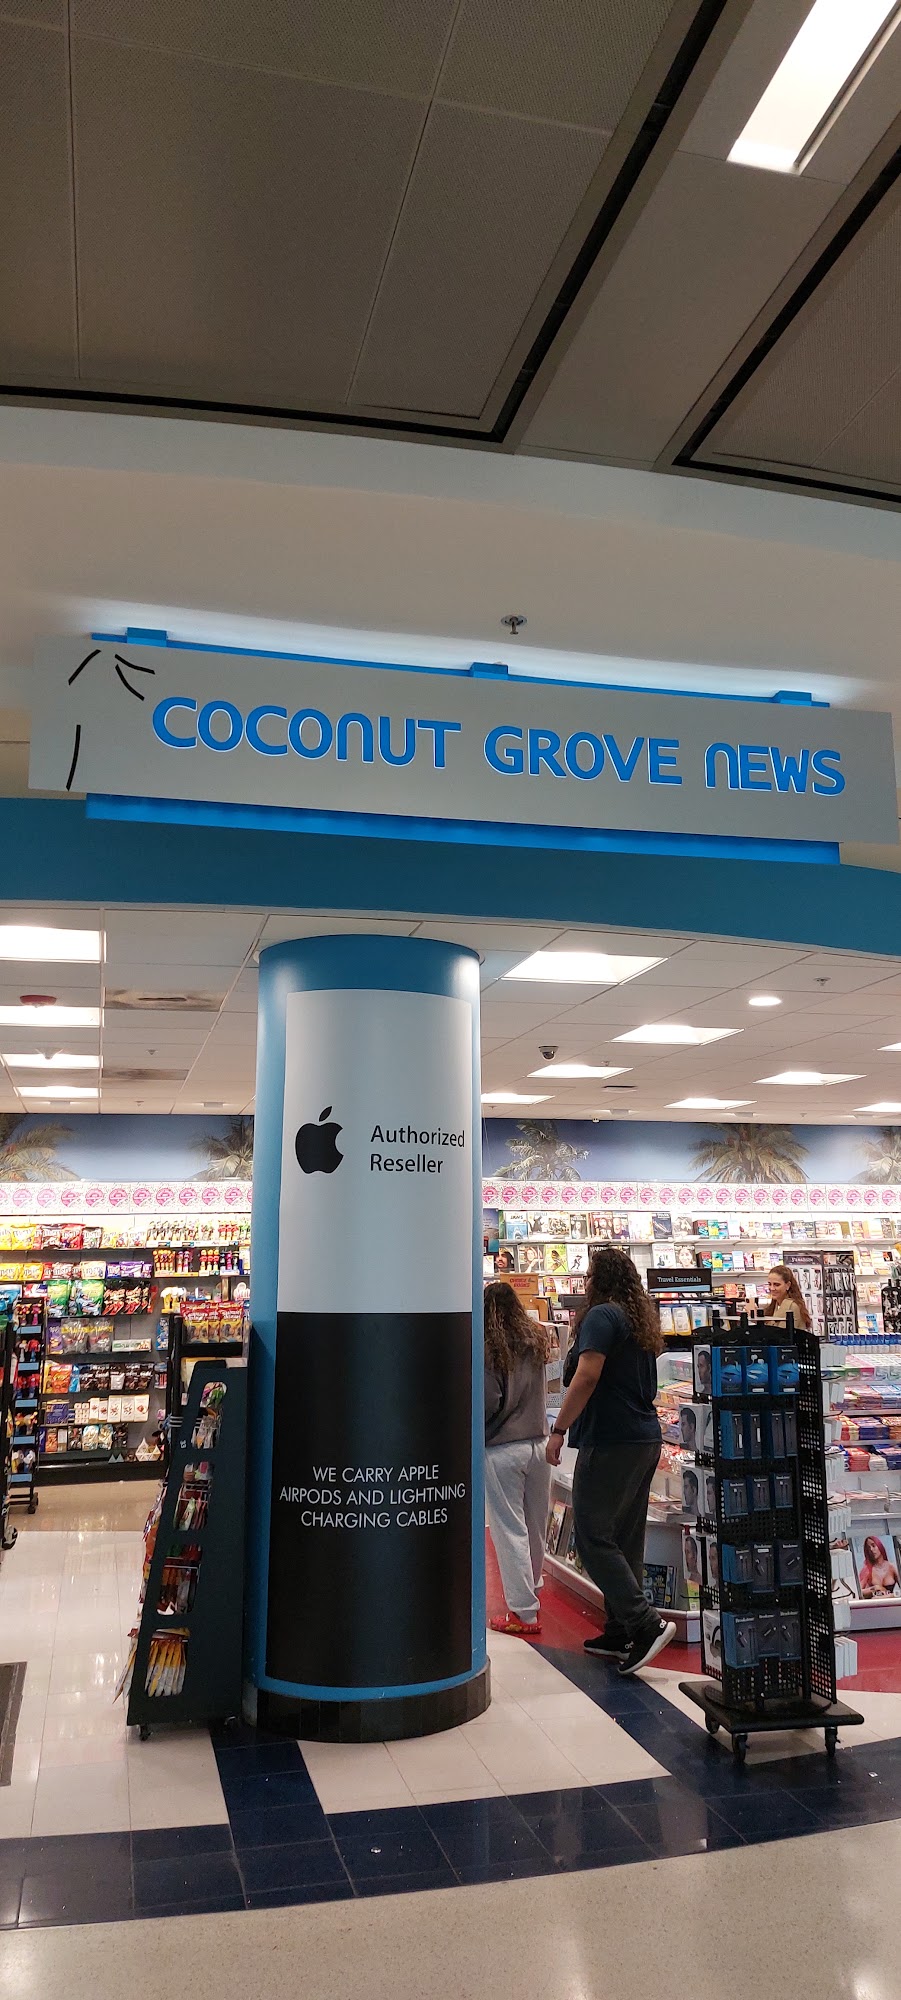 COCONUT GROVE NEWS
Authorized
Reseller
WE CARRY APPLE
AIRPODS AND LIGHTNING
CHARGING CABLES
Travel Essentials